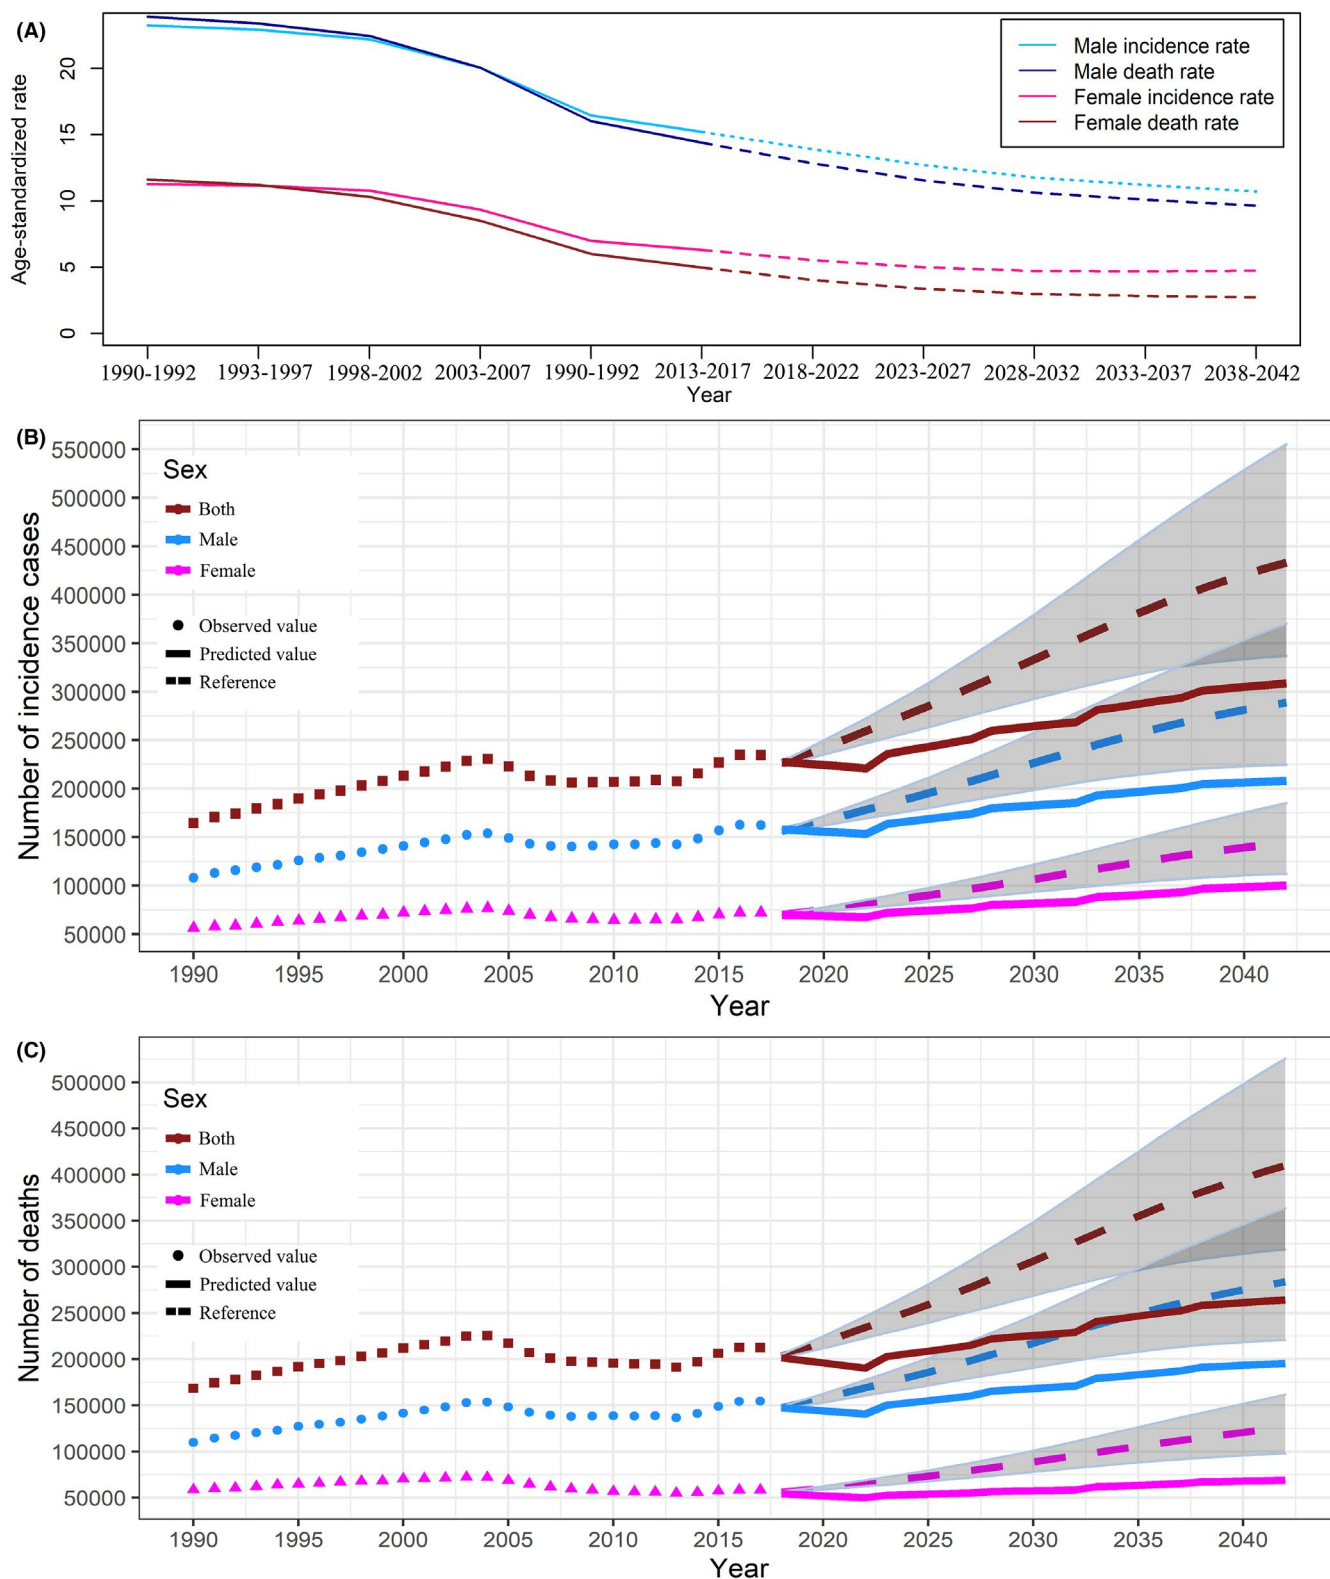 (A)
Age-standardized rate
20
15
10
5
0
Male incidence rate
Male death rate
Female incidence rate
Female death rate
1990-1992 1993-1997 1998-2002 2003-2007 1990-1992 2013-2017 2018-2022 2023-2027 2028-2032 2033-2037 2038-2042
Year
(B)
Number of incidence cases
550000
500000
450000
400000
350000
300000
250000
200000
150000
100000
50000
Sex
Both
Male
Female
Observed value
Predicted value
Reference
1990 1995 2000 2005 2010 2015 2020 2025 2030 2035 2040
Year
(C)
Number of deaths
500000
450000
400000
350000
300000
250000
200000
150000
100000
50000
Sex
Both
Male
Female
Observed value
Predicted value
Reference
1990 1995 2000 2005 2010 2015 2020 2025 2030 2035 2040
Year